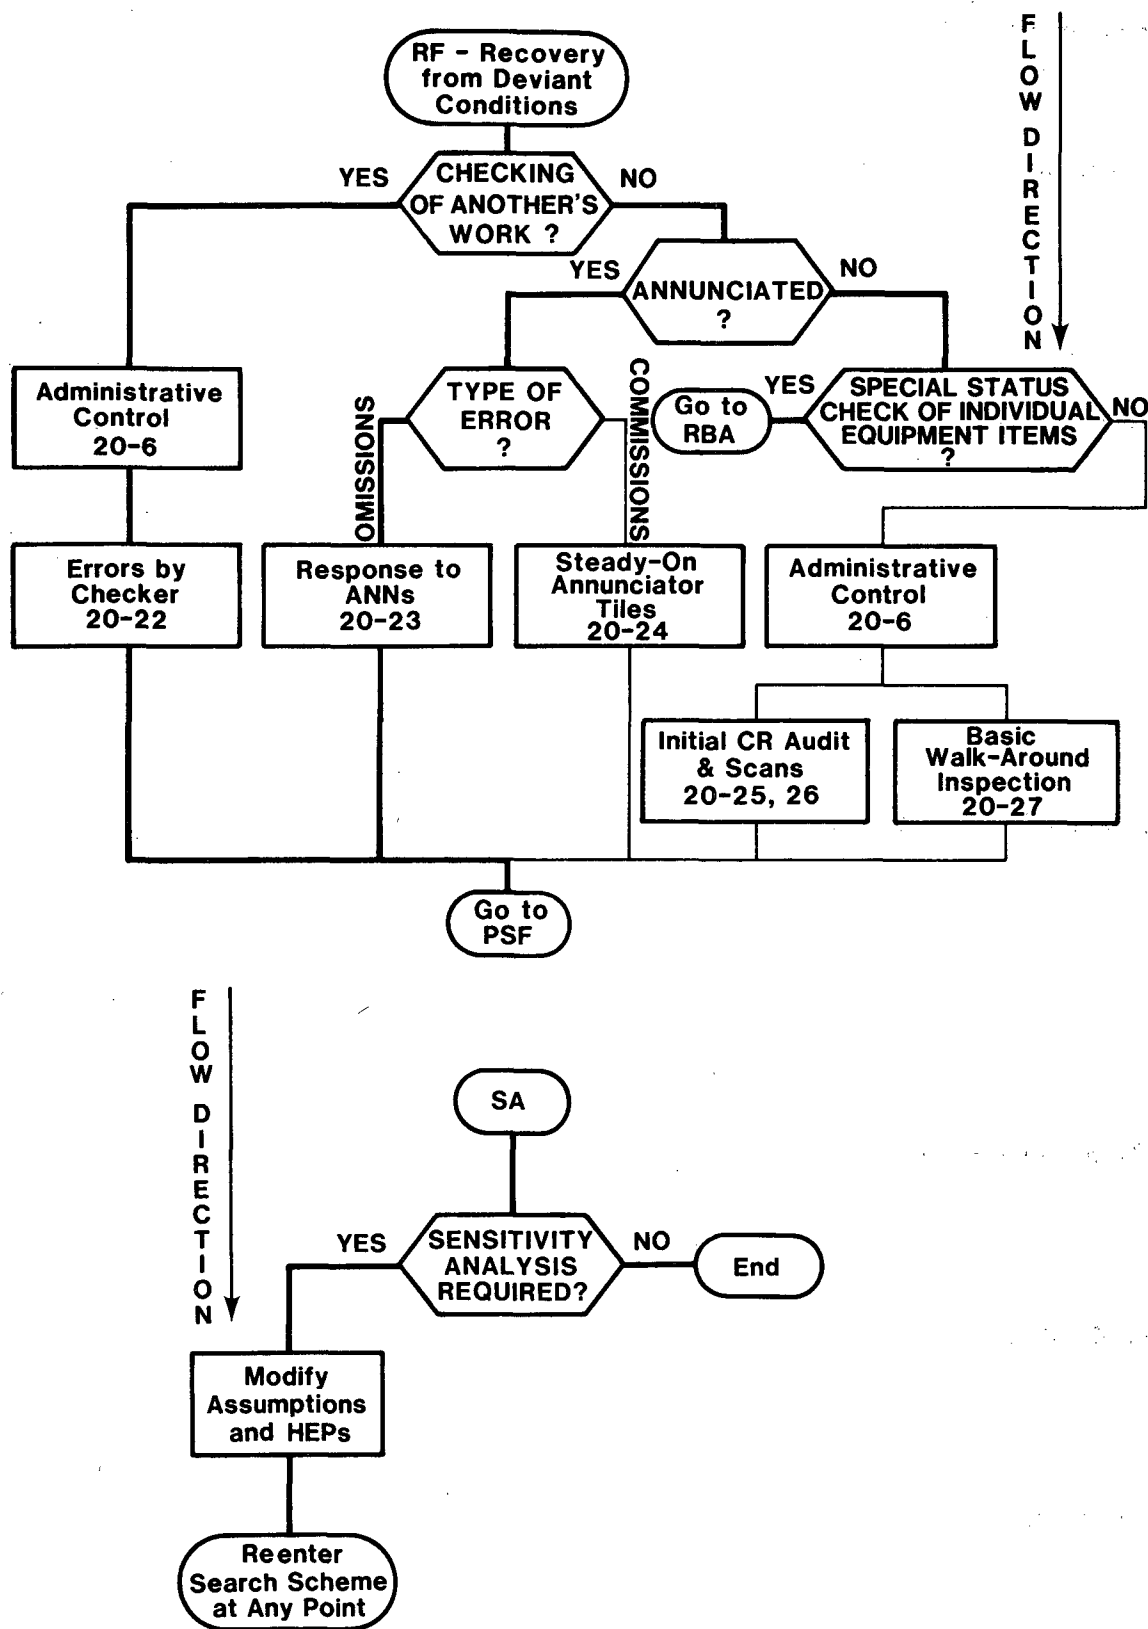 RF - Recovery
from Deviant
Conditions
FLOW DIRECTION
YES
CHECKING
OF ANOTHER'S
WORK ?
NO
YES
ANNUNCIATED
?
NO
Administrative
Control
20-6
OMISSIONS
TYPE OF
ERROR
?
COMMISSIONS
Go to
RBA
YES
SPECIAL STATUS
CHECK OF INDIVIDUAL
EQUIPMENT ITEMS
?
NO
Errors by
Checker
20-22
Response to
ANNs
20-23
Steady-On
Annunciator
Tiles
20-24
Administrative
Control
20-6
Initial CR Audit
& Scans
20-25, 26
Basic
Walk-Around
Inspection
20-27
Go to
PSF
FLOW DIRECTION
SA
YES
SENSITIVITY
ANALYSIS
REQUIRED?
NO
End
Modify
Assumptions
and HEPs
Reenter
Search Scheme
at Any Point